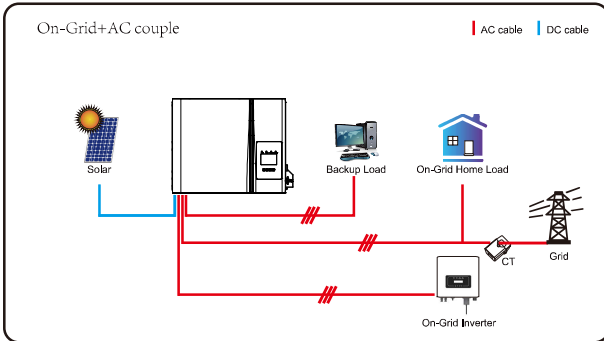 On-Grid+AC couple
AC cable
DC cable
Solar
Backup Load
On-Grid Home Load
CT
Grid
On-Grid Inverter